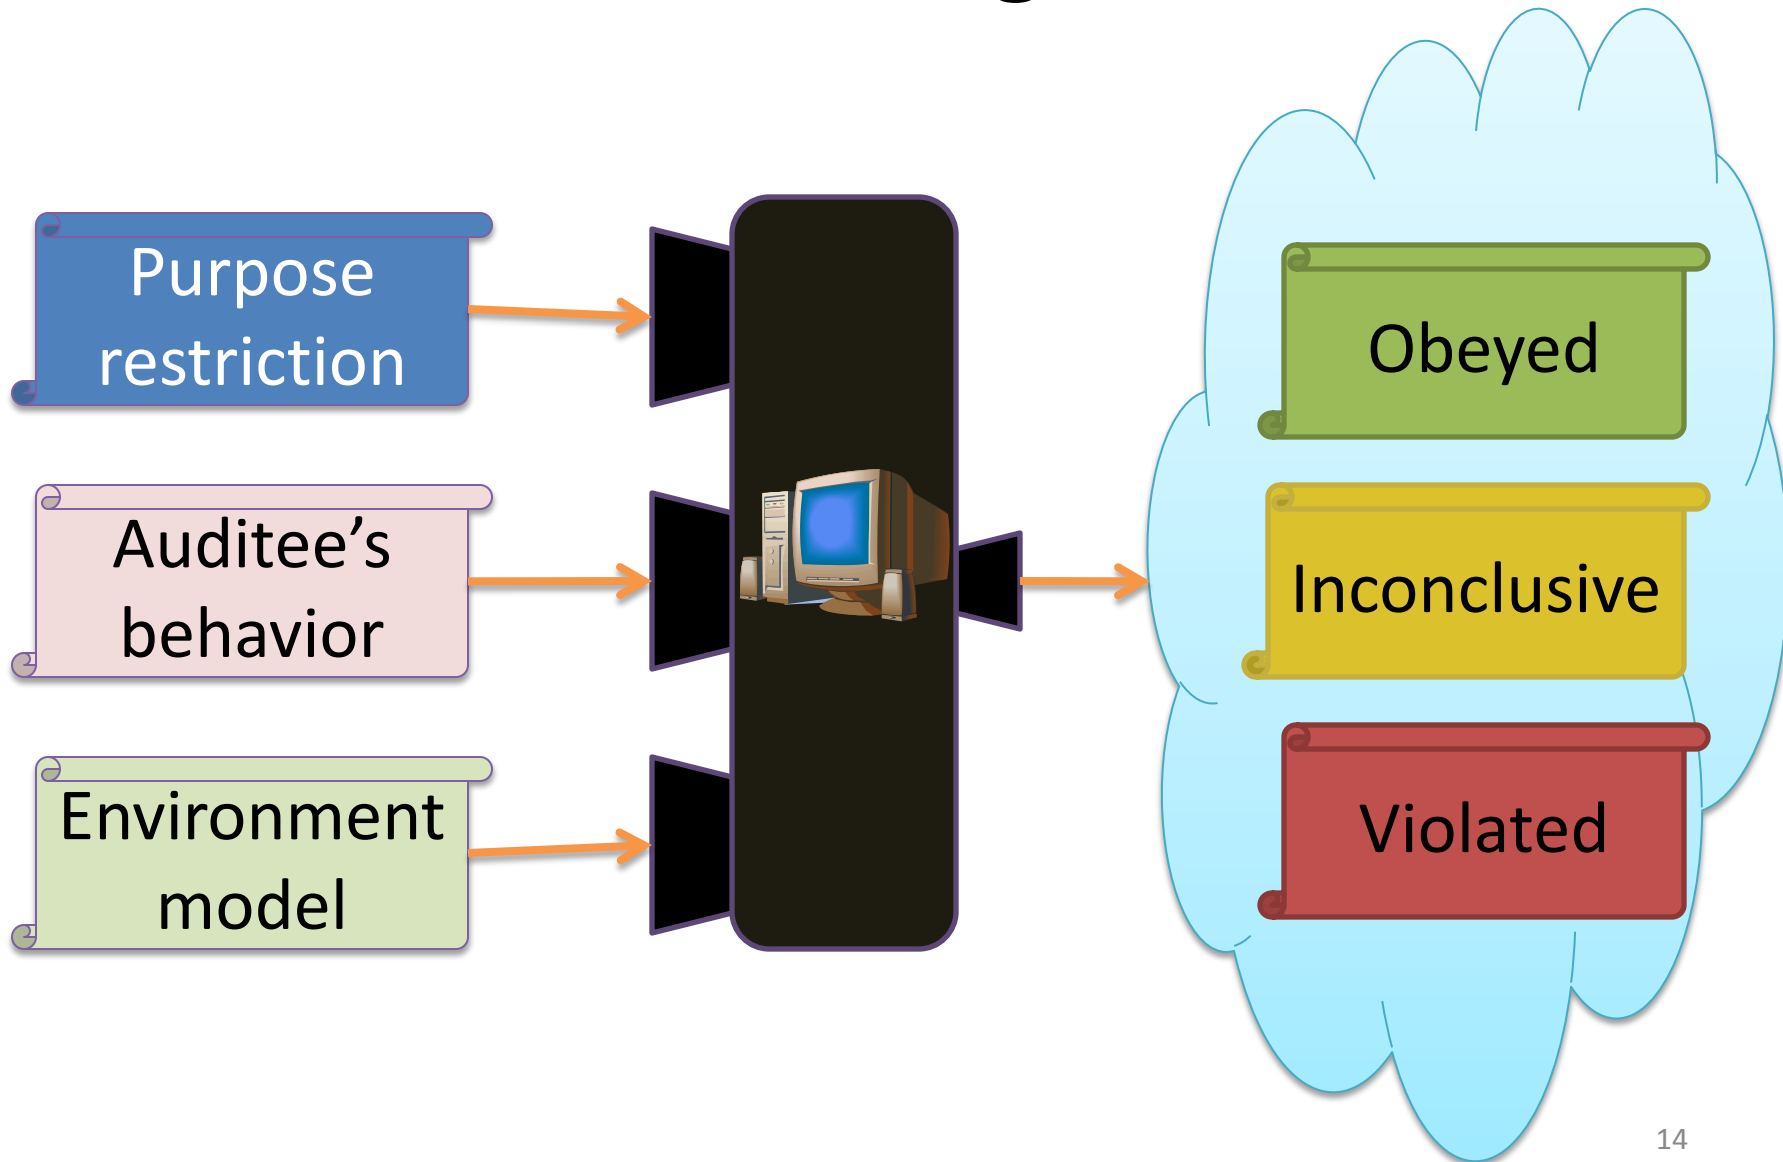 Purpose
restriction
Auditee’s
behavior
Environment
model
Obeyed
Inconclusive
Violated
14